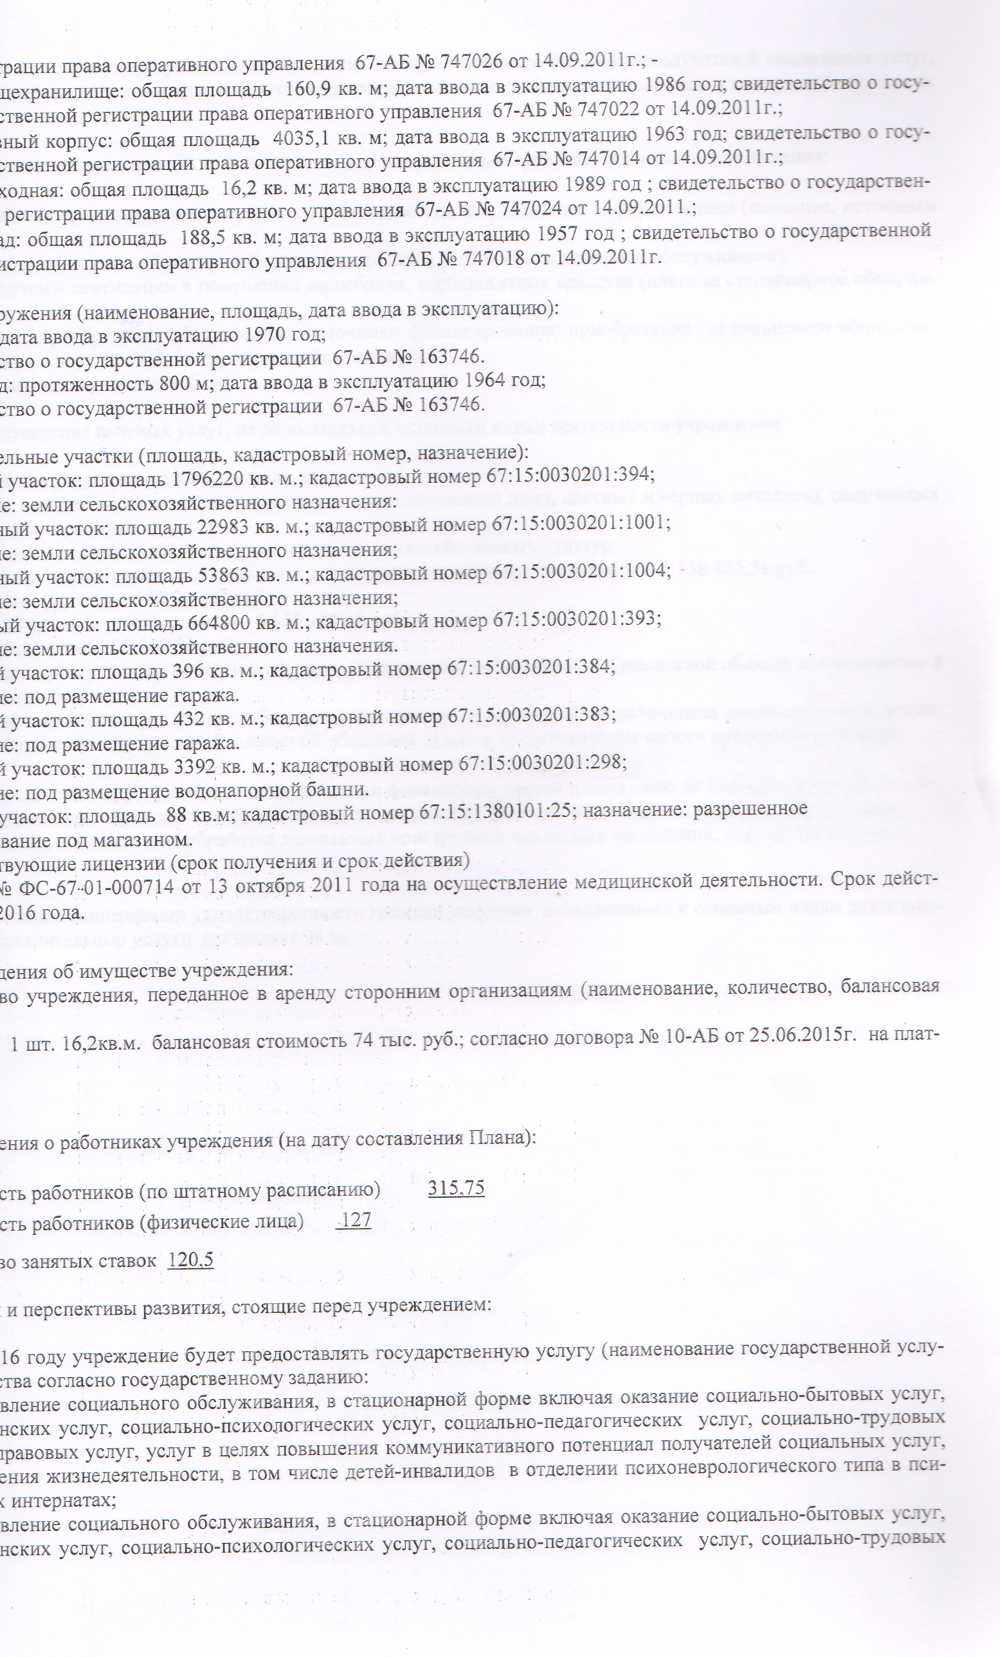 трации права оперативного управления 67-АБ № 747026 от 14.09.2011г.; -
щехранилище: общая площадь 160,9 кв. м; дата ввода в эксплуатацию 1986 год; свидетельство о госу-
ственной регистрации права оперативного управления 67-АБ № 747022 от 14.09.2011г.;
вный корпус: общая площадь 4035,1 кв. м; дата ввода в эксплуатацию 1963 год; свидетельство о госу-
ственной регистрации права оперативного управления 67-АБ № 747014 от 14.09.2011г.;
ходная: общая площадь 16,2 кв. м; дата ввода в эксплуатацию 1989 год ; свидетельство о государствен-
регистрации права оперативного управления 67-АБ № 747024 от 14.09.2011.;
ад: общая площадь 188,5 кв. м; дата ввода в эксплуатацию 1957 год ; свидетельство о государственной
истрации права оперативного управления 67-АБ № 747018 от 14.09.2011г.
ружения (наименование, площадь, дата ввода в эксплуатацию):
дата ввода в эксплуатацию 1970 год;
ство о государственной регистрации 67-АБ № 163746.
д: протяженность 800 м; дата ввода в эксплуатацию 1964 год;
ство о государственной регистрации 67-АБ № 163746.
ельные участки (площадь, кадастровый номер, назначение):
й участок: площадь 1796220 кв. м.; кадастровый номер 67:15:0030201:394;
ие: земли сельскохозяйственного назначения:
ный участок: площадь 22983 кв. м.; кадастровый номер 67:15:0030201:1001;
ие: земли сельскохозяйственного назначения;
ный участок: площадь 53863 кв. м.; кадастровый номер 67:15:0030201:1004;
ие: земли сельскохозяйственного назначения;
ый участок: площадь 664800 кв. м.; кадастровый номер 67:15:0030201:393;
ие: земли сельскохозяйственного назначения.
й участок: площадь 396 кв. м.; кадастровый номер 67:15:0030201:384;
ие: под размещение гаража.
й участок: площадь 432 кв. м.; кадастровый номер 67:15:0030201:383;
ие: под размещение гаража.
й участок: площадь 3392 кв. м.; кадастровый номер 67:15:0030201:298;
ие: под размещение водонапорной башни.
участок: площадь 88 кв.м; кадастровый номер 67:15:1380101:25; назначение: разрешенное
вание под магазином.
твующие лицензии (срок получения и срок действия)
№ ФС-67-01-000714 от 13 октября 2011 года на осуществление медицинской деятельности. Срок дейст-
2016 года.
дения об имуществе учреждения:
во учреждения, переданное в аренду сторонним организациям (наименование, количество, балансовая
1 шт. 16,2кв.м. балансовая стоимость 74 тыс. руб.; согласно договора № 10-АБ от 25.06.2015г. на плат-
ения о работниках учреждения (на дату составления Плана):
сть работников (по штатному расписанию) 315,75
сть работников (физические лица) 127
во занятых ставок 120,5
и перспективы развития, стоящие перед учреждением:
16 году учреждение будет предоставлять государственную услугу (наименование государственной услу-
ства согласно государственному заданию:
вление социального обслуживания, в стационарной форме включая оказание социально-бытовых услуг,
нских услуг, социально-психологических услуг, социально-педагогических услуг, социально-трудовых
правовых услуг, услуг в целях повышения коммуникативного потенциал получателей социальных услуг,
ения жизнедеятельности, в том числе детей-инвалидов в отделении психоневрологического типа в пси-
х интернатах;
вление социального обслуживания, в стационарной форме включая оказание социально-бытовых услуг,
нских услуг, социально-психологических услуг, социально-педагогических услуг, социально-трудовых